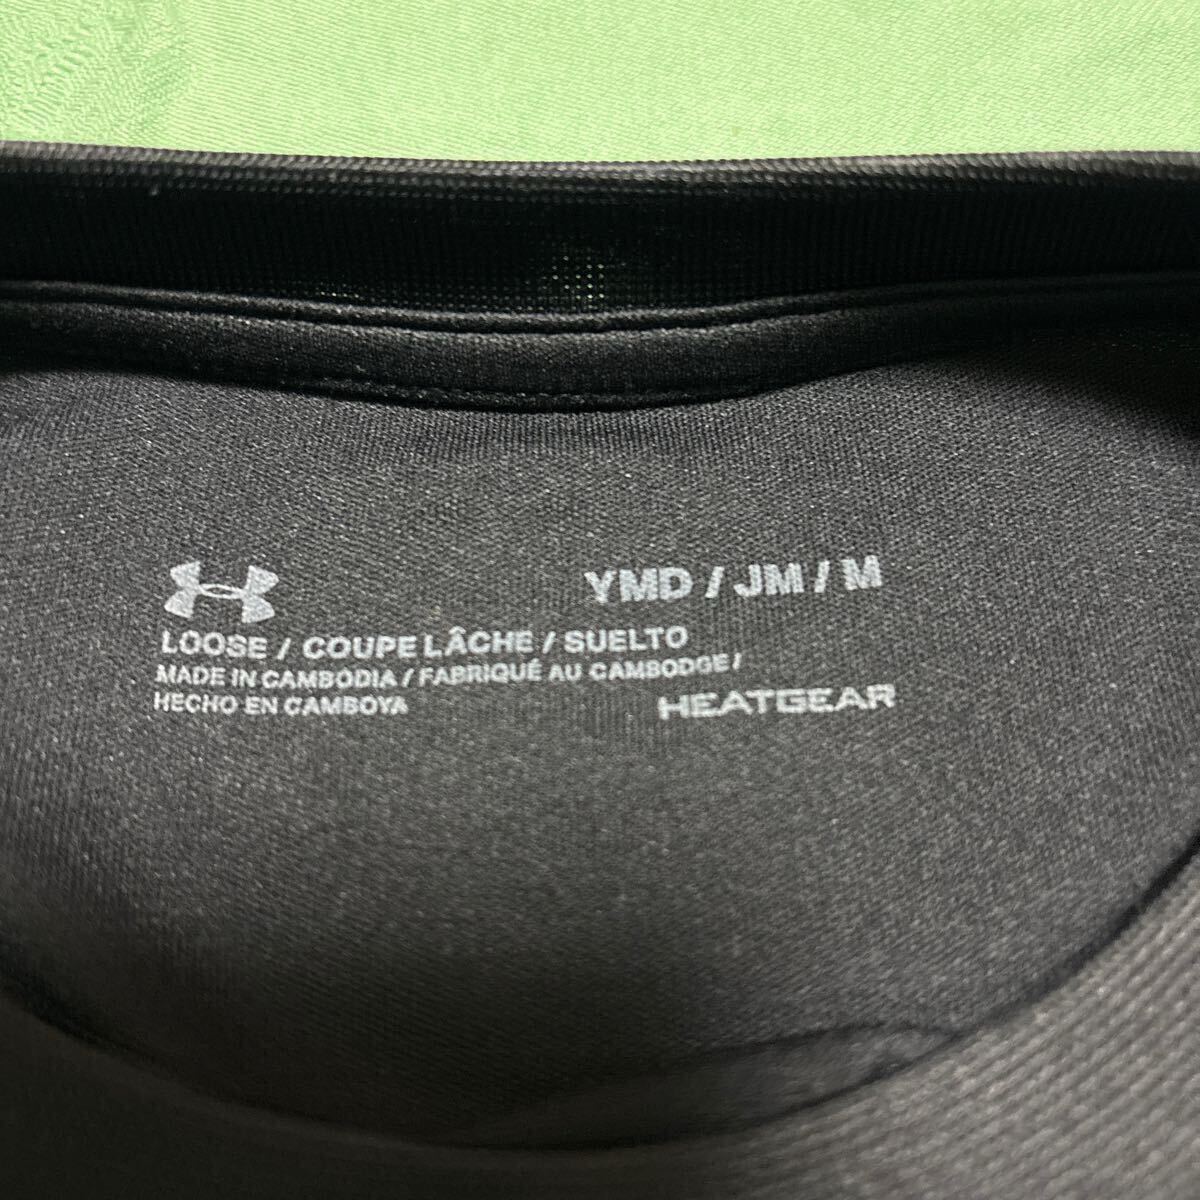 YMD / JM / M
LOOSE / COUPE LÂCHE / SUELTO
MADE IN CAMBODIA / FABRIQUÉ AU CAMBODGE /
HECHO EN CAMBOYA
HEATGEAR